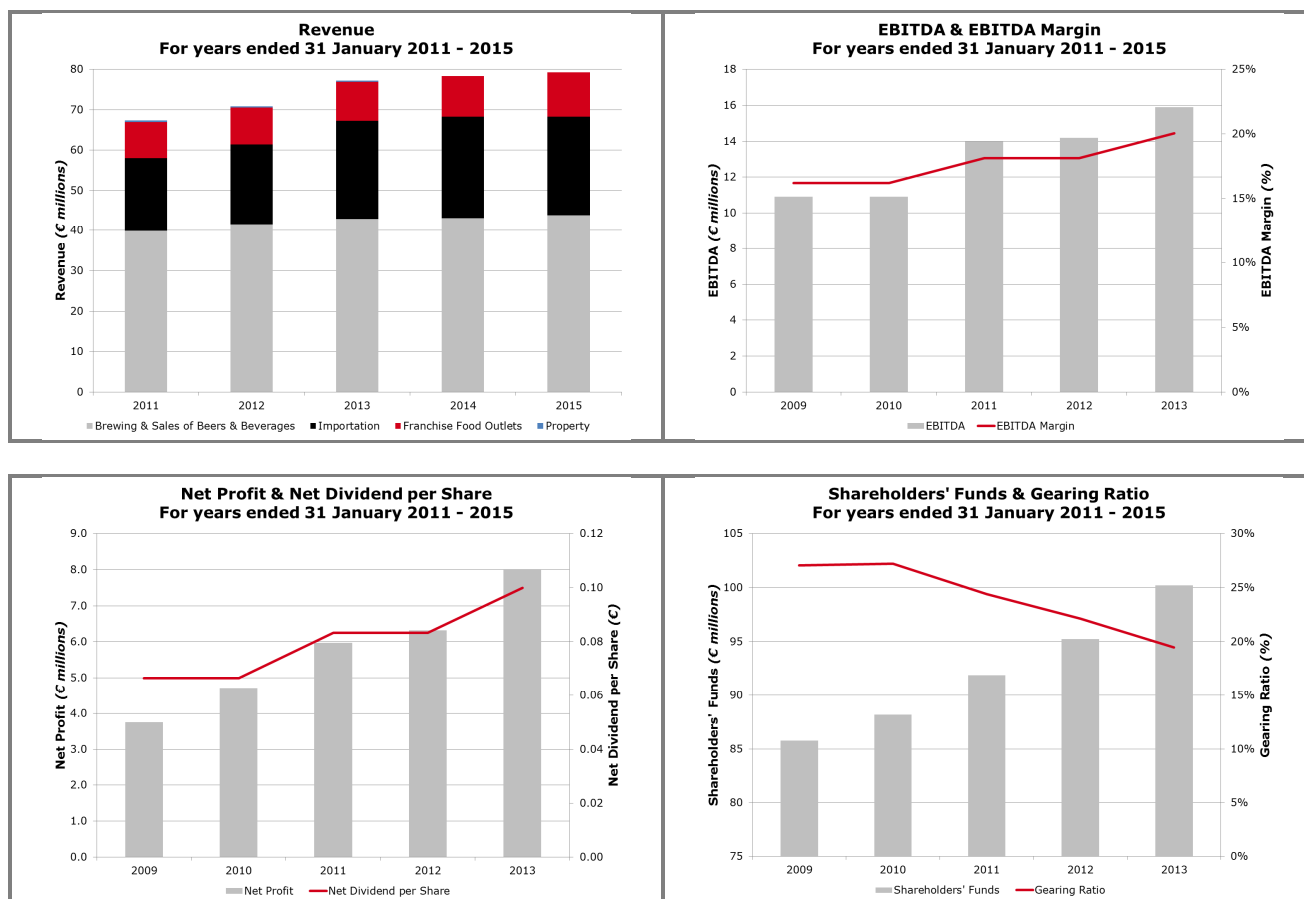 Revenue
For years ended 31 January 2011 - 2015
80
70
60
50
40
30
20
10
0
Revenue (€ millions)
2011 2012 2013 2014 2015
Brewing & Sales of Beers & Beverages Importation Franchise Food Outlets Property
EBITDA & EBITDA Margin
For years ended 31 January 2011 - 2015
18
16
14
12
10
8
6
4
2
0
EBITDA (€ millions)
25%
20%
15%
10%
5%
0%
EBITDA Margin (%)
2009 2010 2011 2012 2013
EBITDA EBITDA Margin
Net Profit & Net Dividend per Share
For years ended 31 January 2011 - 2015
9.0
8.0
7.0
6.0
5.0
4.0
3.0
2.0
1.0
0.0
Net Profit (€ millions)
0.12
0.10
0.08
0.06
0.04
0.02
0.00
Net Dividend per Share (€)
2009 2010 2011 2012 2013
Net Profit Net Dividend per Share
Shareholders' Funds & Gearing Ratio
For years ended 31 January 2011 - 2015
105
100
95
90
85
80
75
Shareholders' Funds (€ millions)
30%
25%
20%
15%
10%
5%
0%
Gearing Ratio (%)
2009 2010 2011 2012 2013
Shareholders' Funds Gearing Ratio